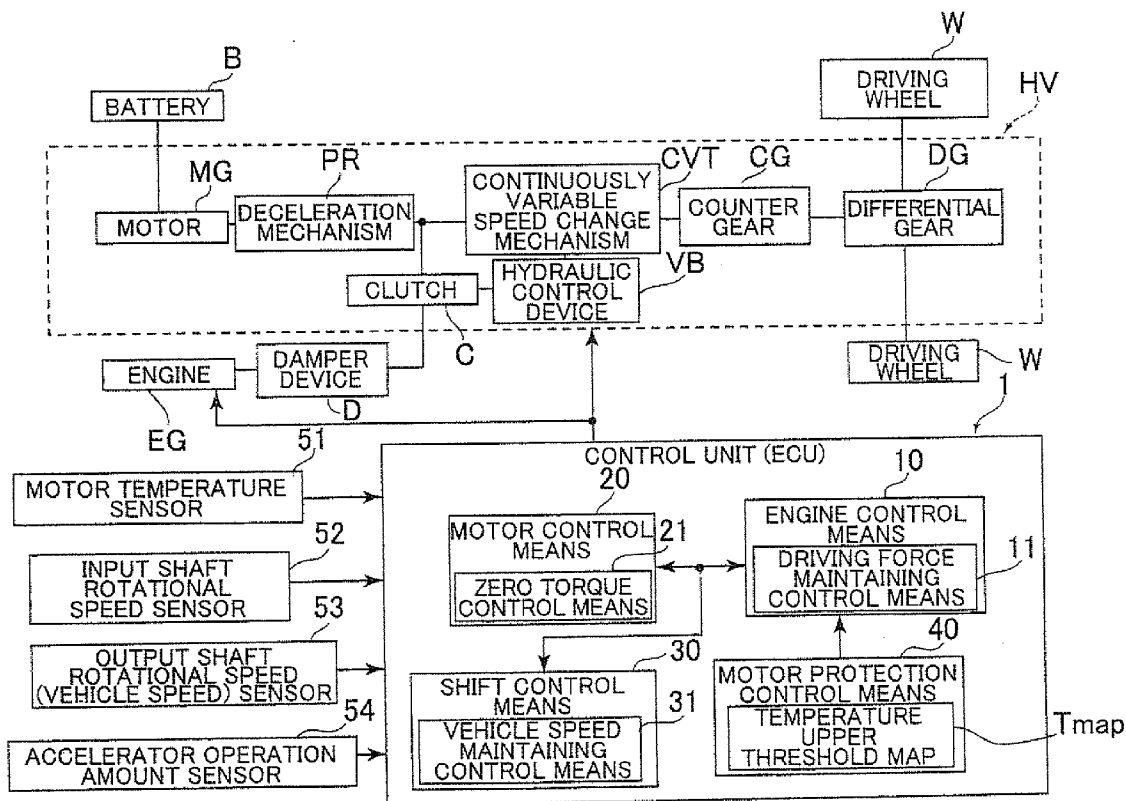 W
DRIVING
WHEEL
HV
B
BATTERY
MG
MOTOR
PR
DECELERATION
MECHANISM
CVT
CONTINUOUSLY
VARIABLE
SPEED CHANGE
MECHANISM
CG
COUNTER
GEAR
DG
DIFFERENTIAL
GEAR
CLUTCH
C
HYDRAULIC
CONTROL
DEVICE
VB
ENGINE
EG
DAMPER
DEVICE
D
DRIVING
WHEEL
W
1
CONTROL UNIT (ECU)
51
MOTOR TEMPERATURE
SENSOR
52
INPUT SHAFT
ROTATIONAL
SPEED SENSOR
53
OUTPUT SHAFT
ROTATIONAL SPEED
(VEHICLE SPEED) SENSOR
54
ACCELERATOR OPERATION
AMOUNT SENSOR
20
MOTOR CONTROL
MEANS
21
ZERO TORQUE
CONTROL MEANS
10
ENGINE CONTROL
MEANS
DRIVING FORCE
MAINTAINING
CONTROL MEANS
11
30
SHIFT CONTROL
MEANS
31
VEHICLE SPEED
MAINTAINING
CONTROL MEANS
40
MOTOR PROTECTION
CONTROL MEANS
TEMPERATURE
UPPER
THRESHOLD MAP
Tmap